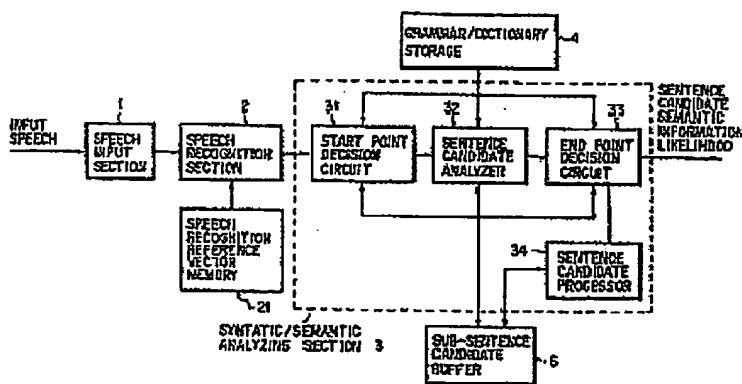 GRAMMAR/DICTIONARY
STORAGE
4
INPUT
SPEECH
1
SPEECH
INPUT
SECTION
2
SPEECH
RECOGNITION
SECTION
31
START POINT
DECISION
CIRCUIT
32
SENTENCE
CANDIDATE
ANALYZER
33
END POINT
DECISION
CIRCUIT
SENTENCE
CANDIDATE
SEMANTIC
INFORMATION
LIKELIHOOD
SPEECH
RECOGNITION
REFERENCE
VECTOR
MEMORY
21
34
SENTENCE
CANDIDATE
PROCESSOR
SYNTATIC/SEMANTIC
ANALYZING SECTION 3
SUB-SENTENCE
CANDIDATE
BUFFER
6